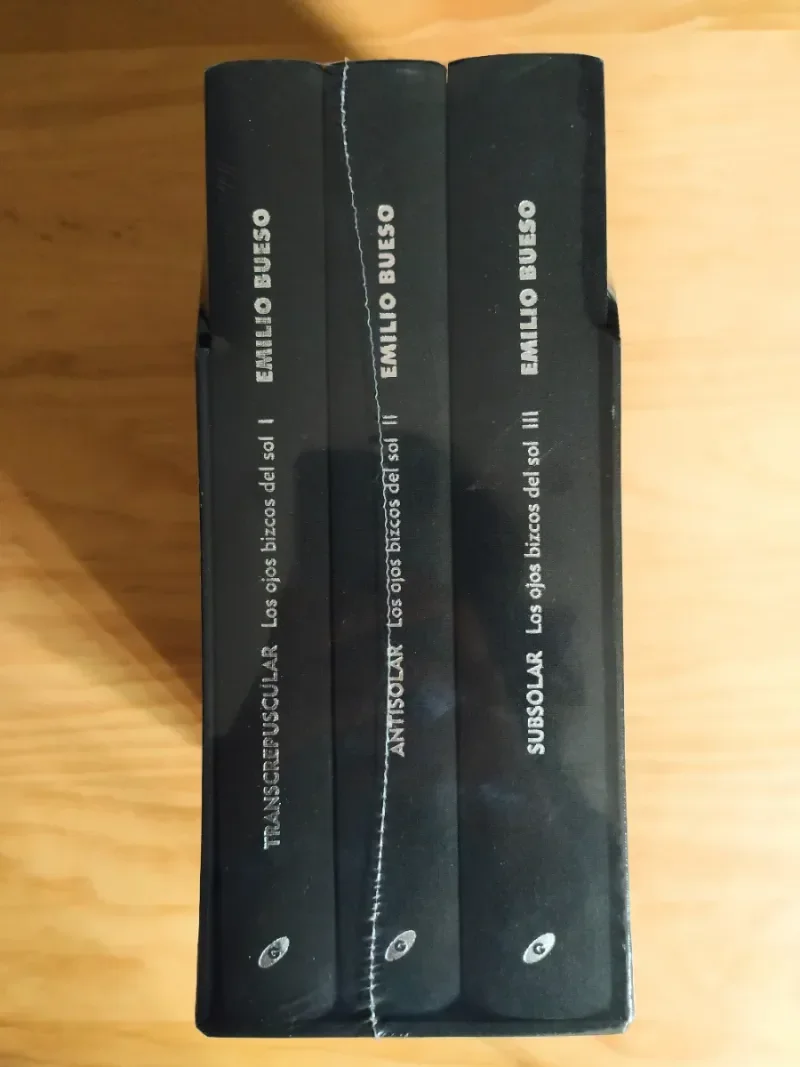 TRANSCREPUSCULAR Los ojos bizcos del sol I EMILIO BUESO
G
ANTISOLAR Los ojos bizcos del sol II EMILIO BUESO
G
SUBSOLAR Los ojos bizcos del sol III EMILIO BUESO
G